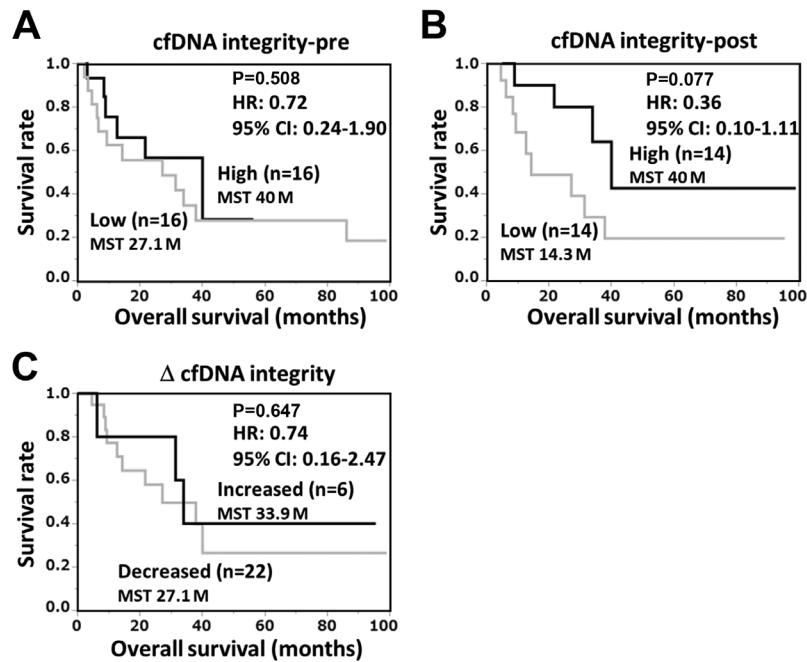 A
cfDNA integrity-pre
Survival rate
1.0
0.8
0.6
0.4
0.2
0.0
P=0.508
HR: 0.72
95% CI: 0.24-1.90
High (n=16)
MST 40 M
Low (n=16)
MST 27.1 M
0 20 40 60 80 100
Overall survival (months)
B
cfDNA integrity-post
Survival rate
1.0
0.8
0.6
0.4
0.2
0.0
P=0.077
HR: 0.36
95% CI: 0.10-1.11
High (n=14)
MST 40 M
Low (n=14)
MST 14.3 M
0 20 40 60 80 100
Overall survival (months)
C
Δ cfDNA integrity
Survival rate
1.0
0.8
0.6
0.4
0.2
0.0
P=0.647
HR: 0.74
95% CI: 0.16-2.47
Increased (n=6)
MST 33.9 M
Decreased (n=22)
MST 27.1 M
0 20 40 60 80 100
Overall survival (months)